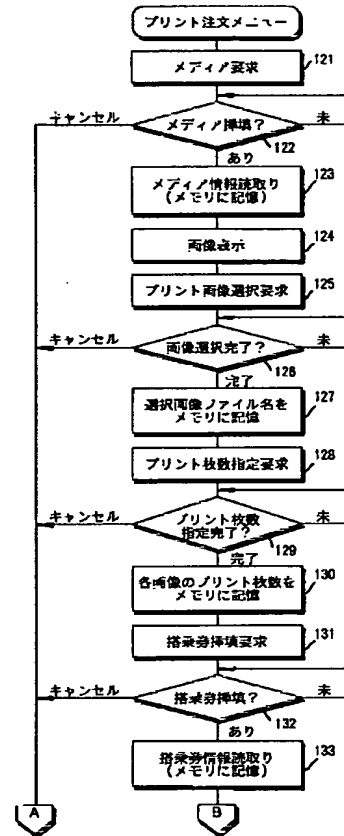 プリント注文メニュー
メディア要求
121
キャンセル
メディア挿填?
未
122
あり
メディア情報読取り
(メモリに記憶)
123
画像表示
124
プリント画像選択要求
125
キャンセル
画像選択完了?
未
126
完了
選択画像ファイル名を
メモリに記憶
127
プリント枚数指定要求
128
キャンセル
プリント枚数
指定完了?
未
129
完了
各画像のプリント枚数を
メモリに記憶
130
搭乗券挿填要求
131
キャンセル
搭乗券挿填?
未
132
あり
搭乗券情報読取り
(メモリに記憶)
133
A
B